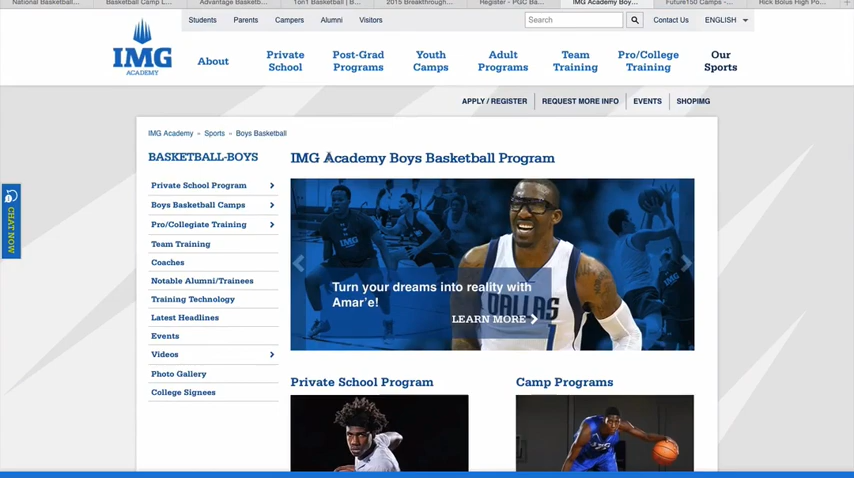 National Basketball...
Basketball Camp L...
Advantage Basketb...
1on1 Basketball | B...
2015 Breakthrough...
Register - PGC Ba...
IMG Academy Boy...
Future150 Camps -...
Rick Bolus High Po...
Students
Parents
Campers
Alumni
Visitors
Search
Contact Us
ENGLISH
IMG
ACADEMY
About
Private
School
Post-Grad
Programs
Youth
Camps
Adult
Programs
Team
Training
Pro/College
Training
Our
Sports
APPLY / REGISTER
REQUEST MORE INFO
EVENTS
SHOPIMG
IMG Academy » Sports » Boys Basketball
BASKETBALL-BOYS
Private School Program
Boys Basketball Camps
Pro/Collegiate Training
Team Training
Coaches
Notable Alumni/Trainees
Training Technology
Latest Headlines
Events
Videos
Photo Gallery
College Signees
CHAT NOW
IMG Academy Boys Basketball Program
IMG
DALLAS
1
Turn your dreams into reality with
Amar'e!
LEARN MORE
Private School Program
Camp Programs